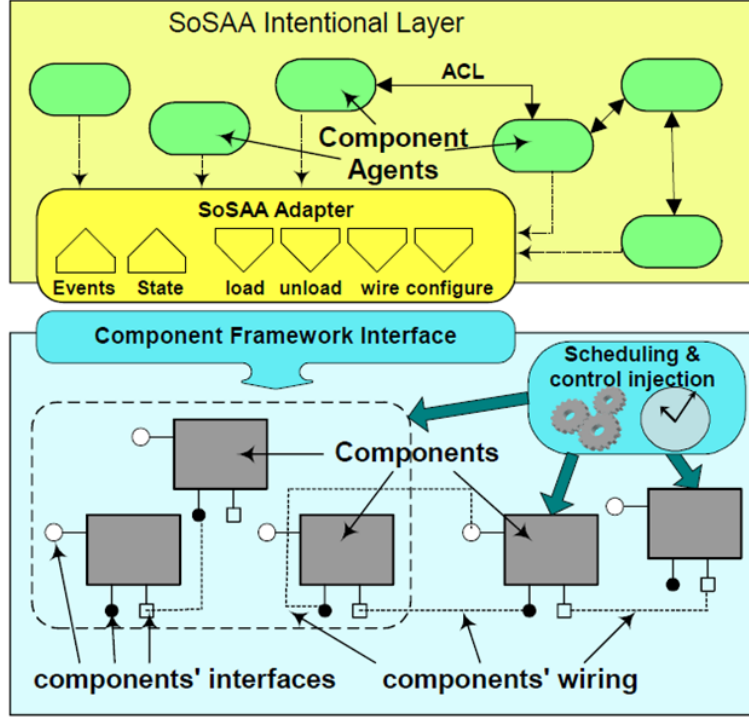 SoSAA Intentional Layer
ACL
Component
Agents
SoSAA Adapter
Events State load unload wire configure
Component Framework Interface
Scheduling &
control injection
Components
components' interfaces components' wiring